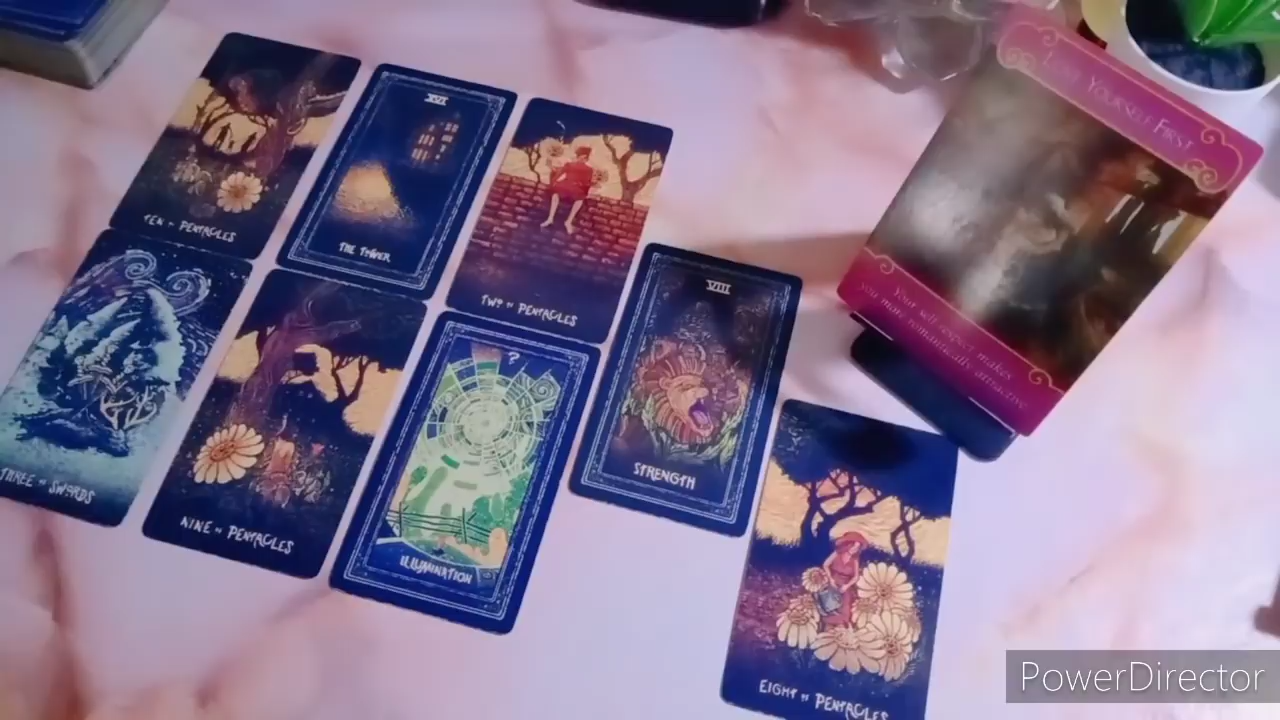 TEN OF PENTACLES
XVI
THE TOWER
TWO OF PENTACLES
LOVE YOURSELF FIRST
Your self-respect makes
you more romantically attractive
THREE OF SWORDS
NINE OF PENTACLES
?
ILLUMINATION
VIII
STRENGTH
EIGHT OF PENTACLES
PowerDirector